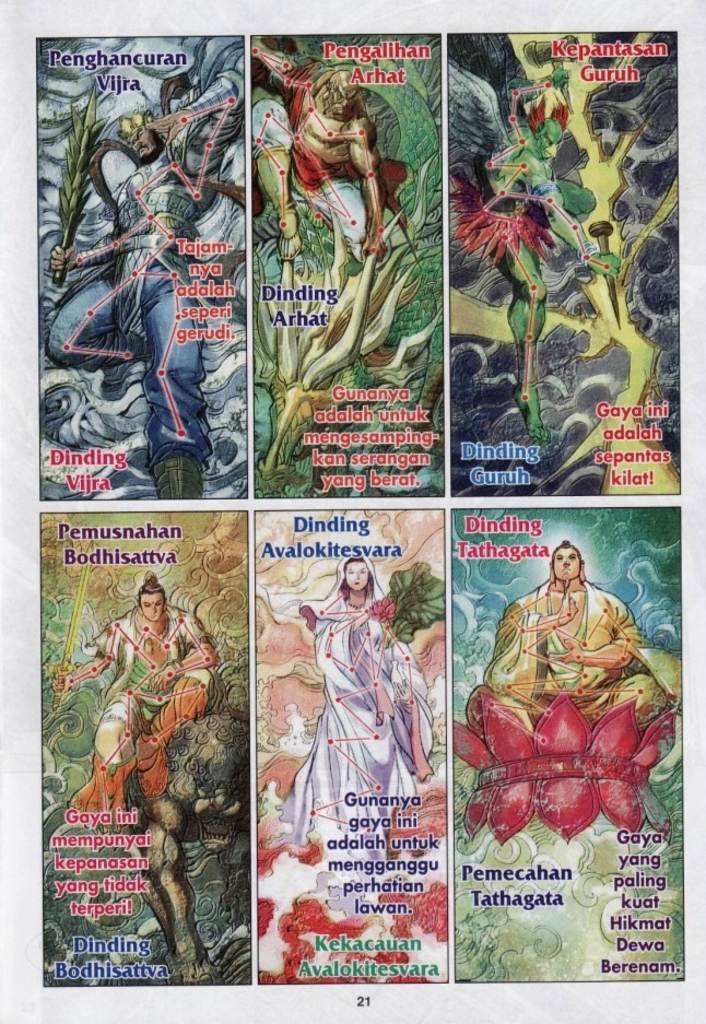 Penghancuran
Vijra
Tajam-
nya
adalah
seperi
gerudi.
Dinding
Vijra
Pengalihan
Arhat
Dinding
Arhat
Gunanya
adalah untuk
mengesamping-
kan serangan
yang berat.
Kepantasan
Guruh
Dinding
Guruh
Gaya ini
adalah
sepantas
kilat!
Pemusnahan
Bodhisattva
Gaya ini
mempunyai
kepanasan
yang tidak
terperi!
Dinding
Bodhisattva
Dinding
Avalokitesvara
Gunanya
gaya ini
adalah untuk
mengganggu
perhatian
lawan.
Kekacauan
Avalokitesvara
Dinding
Tathagata
Pemecahan
Tathagata
Gaya
yang
paling
kuat
Hikmat
Dewa
Berenam.
21